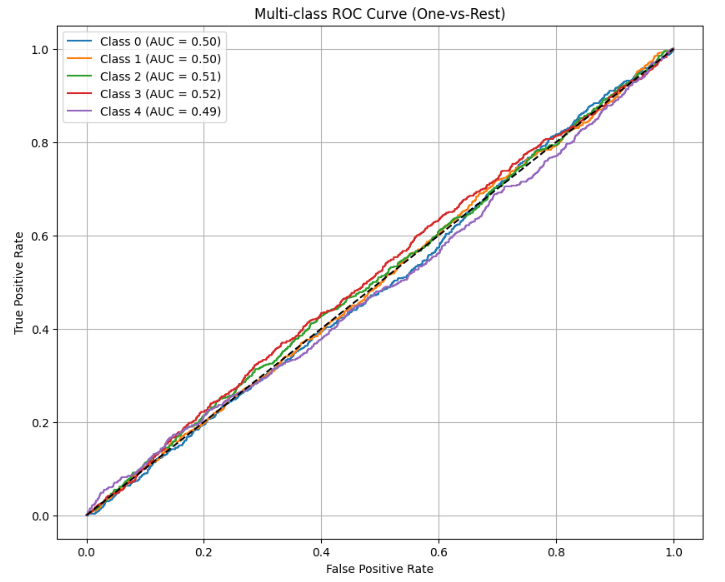 Multi-class ROC Curve (One-vs-Rest)
Class 0 (AUC = 0.50)
Class 1 (AUC = 0.50)
Class 2 (AUC = 0.51)
Class 3 (AUC = 0.52)
Class 4 (AUC = 0.49)
True Positive Rate
1.0
0.8
0.6
0.4
0.2
0.0
0.0 0.2 0.4 0.6 0.8 1.0
False Positive Rate